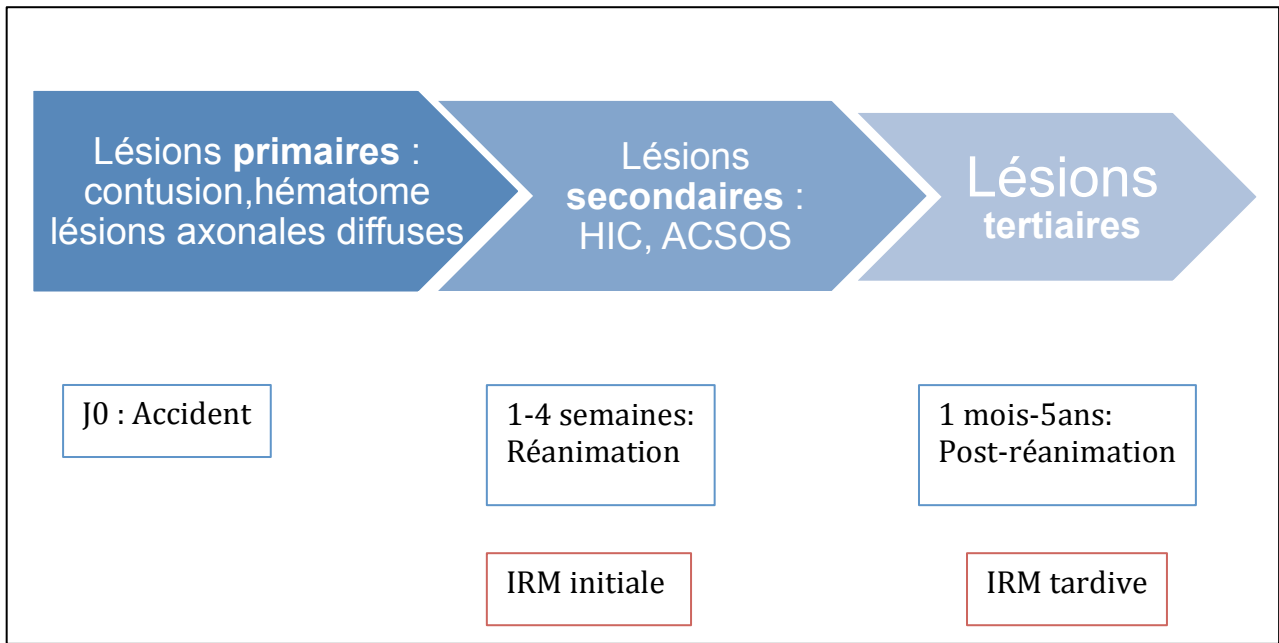 Lésions primaires :
contusion,hématome
lésions axonales diffuses
Lésions
secondaires :
HIC, ACSOS
Lésions
tertiaires
J0 : Accident
1-4 semaines:
Réanimation
1 mois-5ans:
Post-réanimation
IRM initiale
IRM tardive